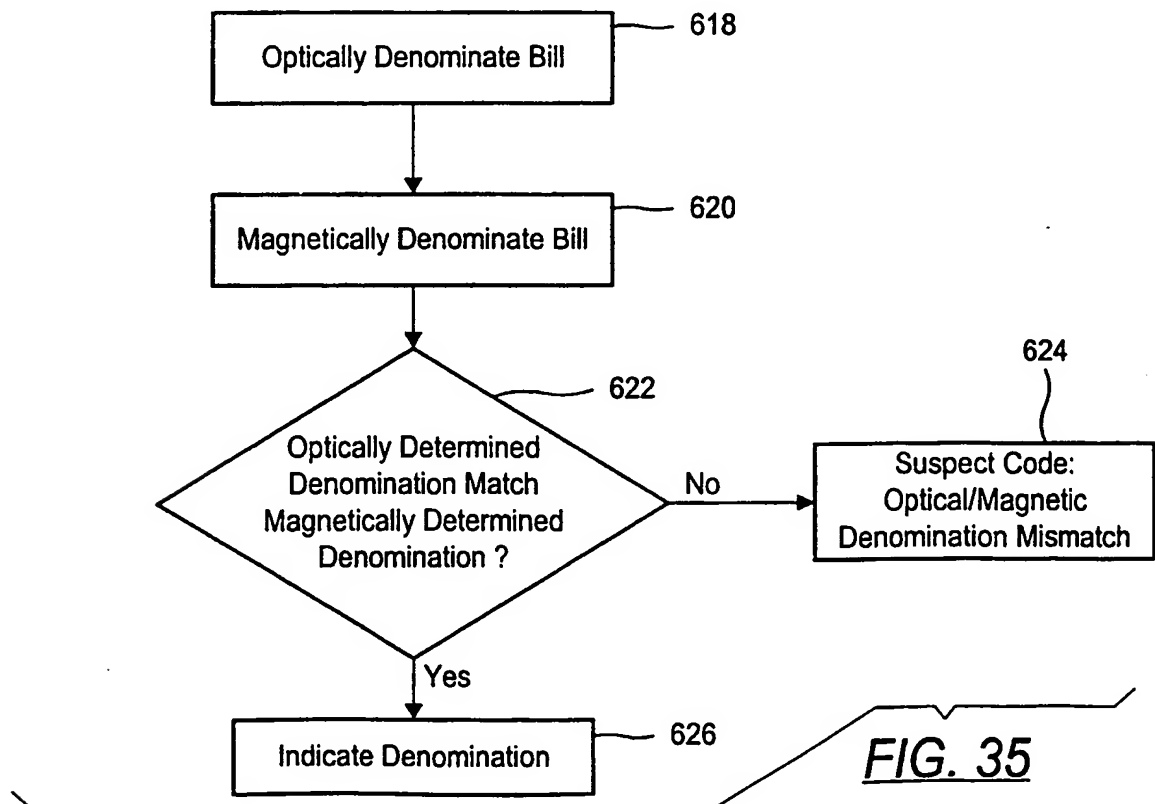 618
Optically Denominate Bill
620
Magnetically Denominate Bill
622
Optically Determined
Denomination Match
Magnetically Determined
Denomination ?
No
624
Suspect Code:
Optical/Magnetic
Denomination Mismatch
Yes
626
Indicate Denomination
FIG. 35